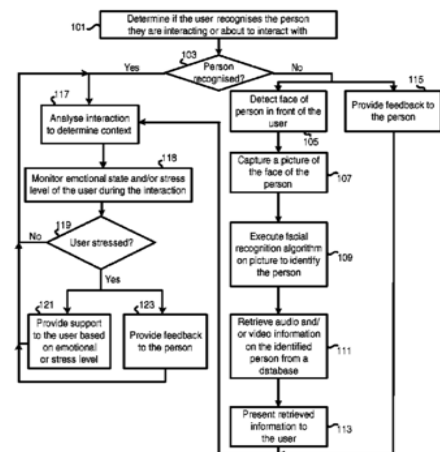 101
Determine if the user recognises the person
they are interacting or about to interact with
103
Yes
Person
recognised?
No
117
Analyse interaction
to determine context
118
Monitor emotional state and/or stress
level of the user during the interaction
119
No
User stressed?
Yes
121
Provide support
to the user based
on emotional
or stress level
123
Provide feedback
to the person
Detect face of
person in front of the
user
105
Capture a picture of
the face of the
person
107
Execute facial
recognition algorithm
on picture to identify
the person
109
Retrieve audio and/
or video information
on the identified
person from a
database
111
Present retrieved
information to
the user
113
115
Provide feedback to
the person